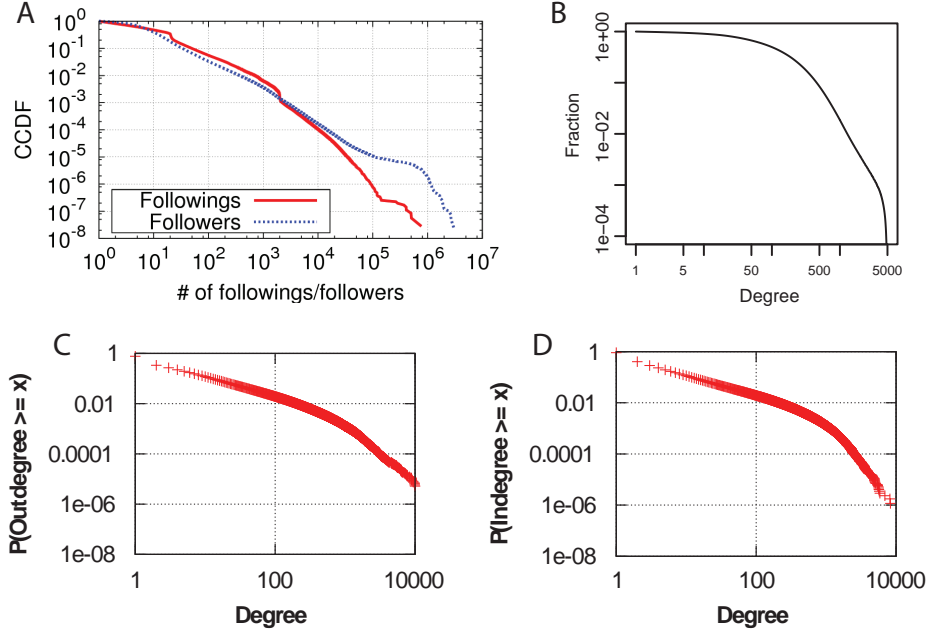 A
CCDF
10^0
10^-1
10^-2
10^-3
10^-4
10^-5
10^-6
10^-7
10^-8
Followings
Followers
10^0 10^1 10^2 10^3 10^4 10^5 10^6 10^7
# of followings/followers
B
Fraction
1e+00
1e-02
1e-04
1 5 50 500 5000
Degree
C
P(Outdegree >= x)
1
0.01
0.0001
1e-06
1e-08
1 100 10000
Degree
D
P(Indegree >= x)
1
0.01
0.0001
1e-06
1e-08
1 100 10000
Degree